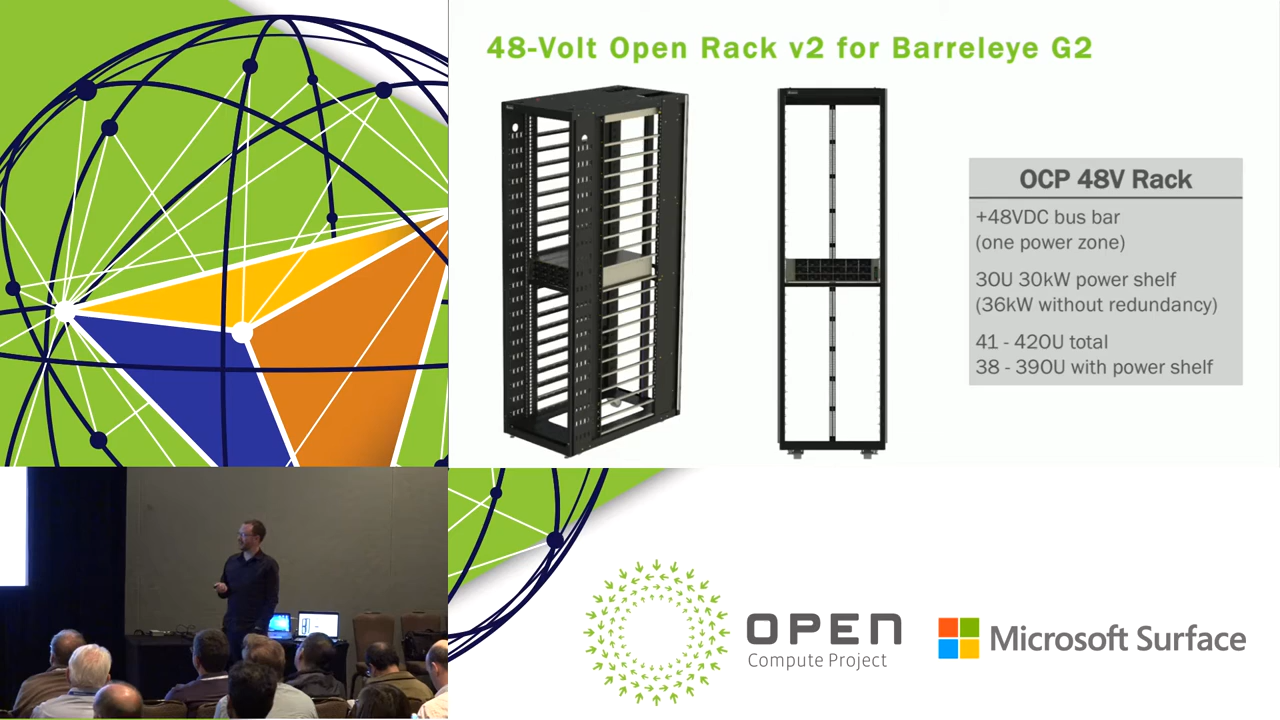 48-Volt Open Rack v2 for Barreleye G2
OCP 48V Rack
+48VDC bus bar
(one power zone)
3OU 30kW power shelf
(36kW without redundancy)
41 - 42OU total
38 - 39OU with power shelf
OPEN
Compute Project
Microsoft Surface